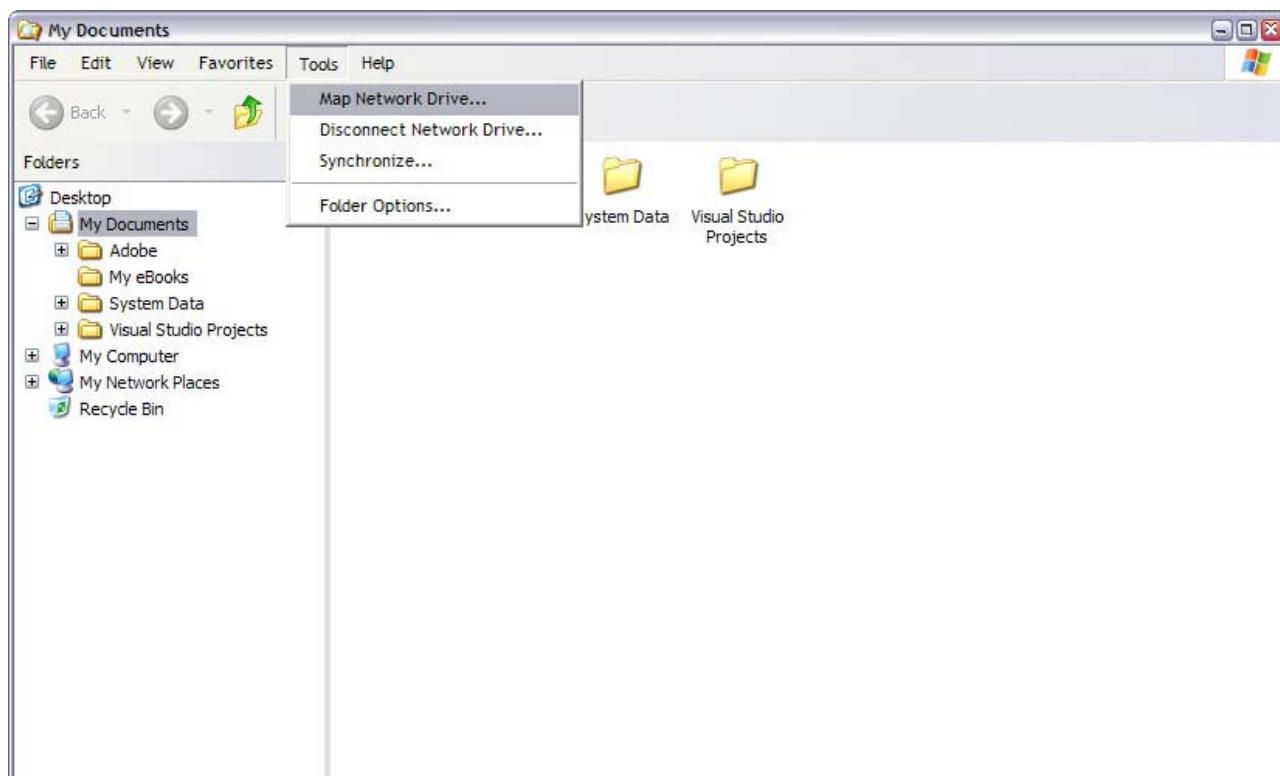 My Documents
File Edit View Favorites Tools Help
Back
Map Network Drive...
Disconnect Network Drive...
Synchronize...
Folder Options...
Folders
Desktop
My Documents
Adobe
My eBooks
System Data
Visual Studio Projects
My Computer
My Network Places
Recycle Bin
ystem Data
Visual Studio
Projects